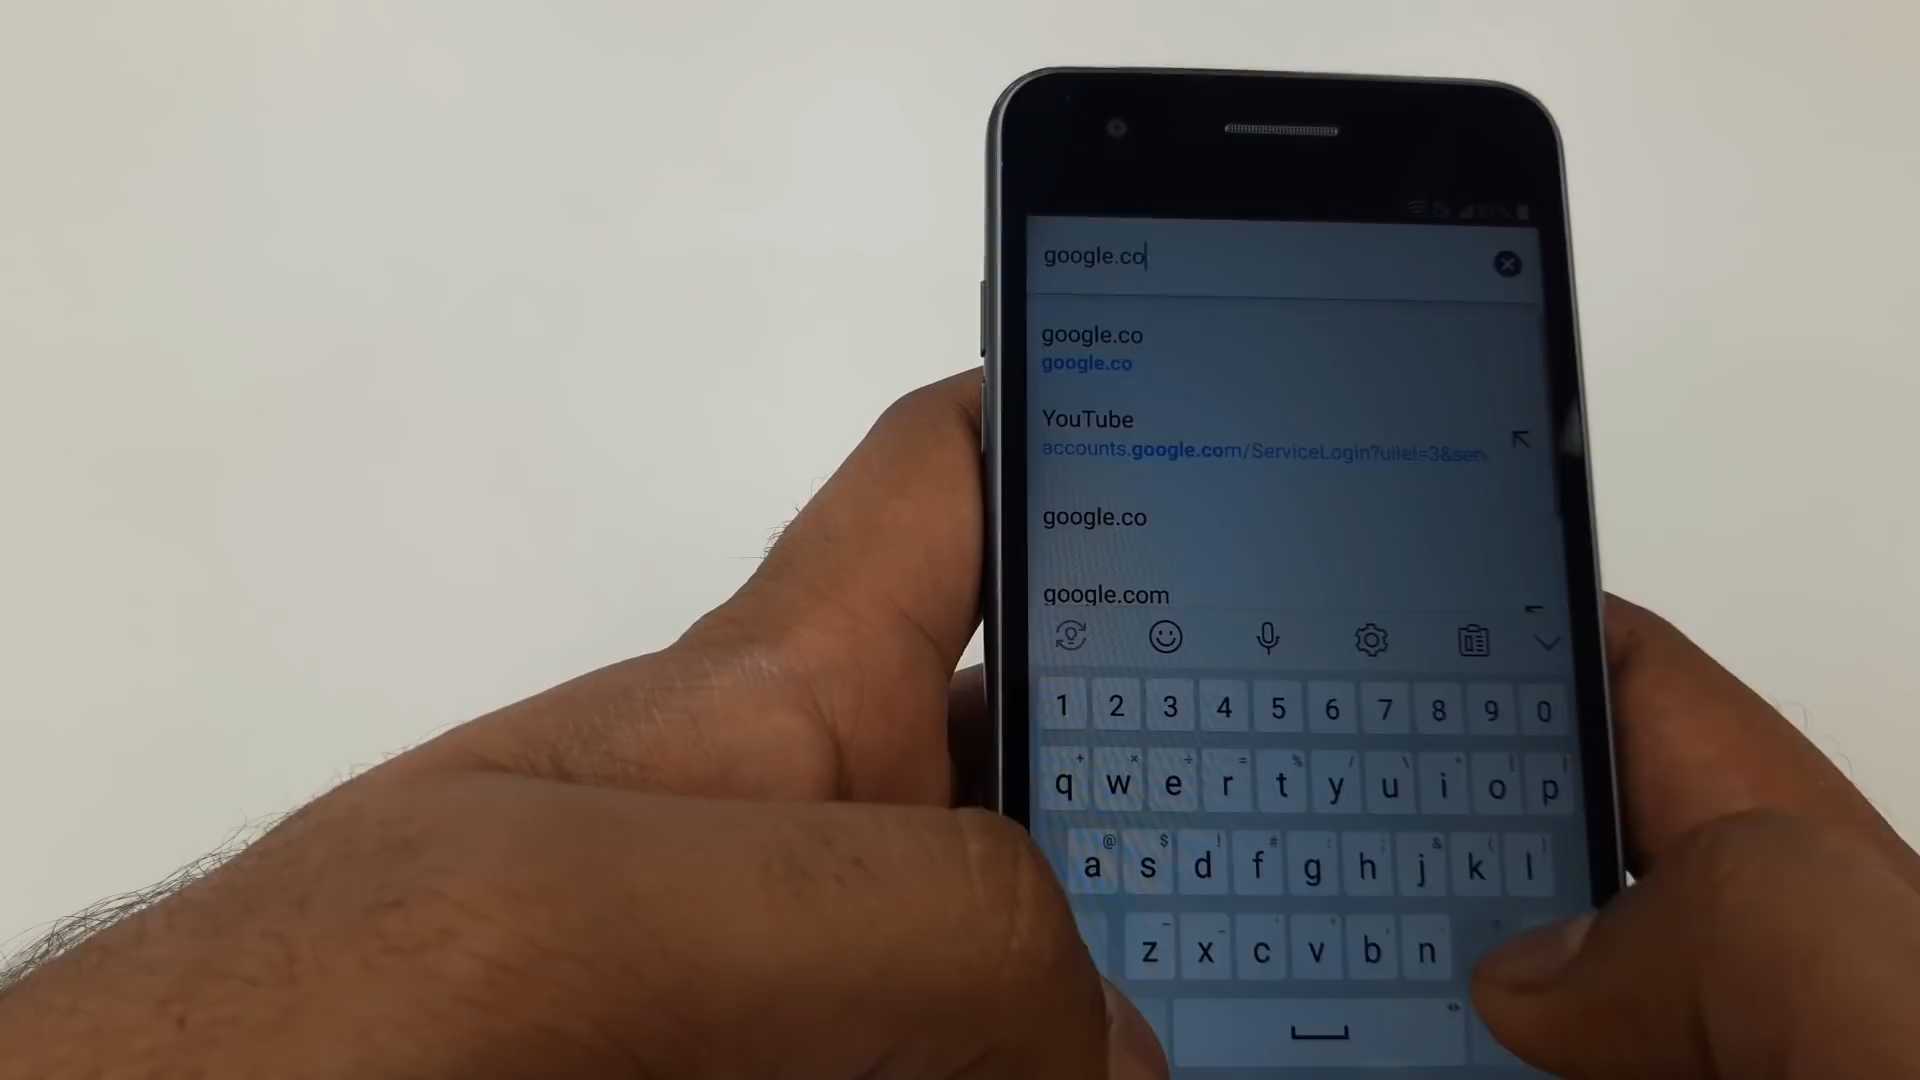 google.co
google.co
google.co
YouTube
accounts.google.com/ServiceLogin?uilel=3&serv
google.co
google.com
1 2 3 4 5 6 7 8 9 0
q w e r t y u i o p
a s d f g h j k l
z x c v b n